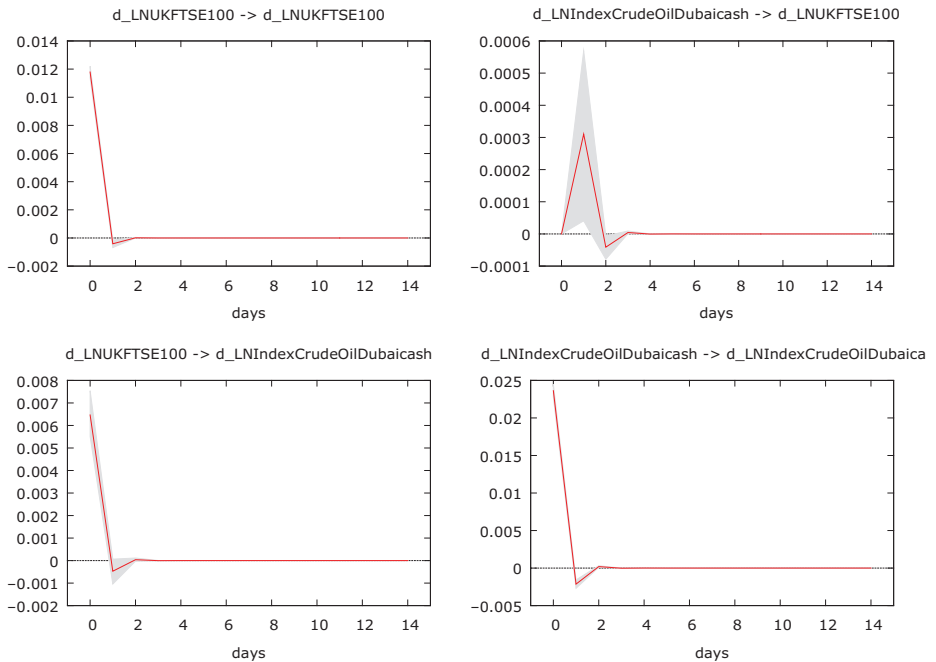 d_LNUKFTSE100 -> d_LNUKFTSE100
0.014
0.012
0.01
0.008
0.006
0.004
0.002
0
−0.002
0 2 4 6 8 10 12 14
days
d_LNIndexCrudeOilDubaicash -> d_LNUKFTSE100
0.0006
0.0005
0.0004
0.0003
0.0002
0.0001
0
−0.0001
0 2 4 6 8 10 12 14
days
d_LNUKFTSE100 -> d_LNIndexCrudeOilDubaicash
0.008
0.007
0.006
0.005
0.004
0.003
0.002
0.001
0
−0.001
−0.002
0 2 4 6 8 10 12 14
days
d_LNIndexCrudeOilDubaicash -> d_LNIndexCrudeOilDubaica
0.025
0.02
0.015
0.01
0.005
0
−0.005
0 2 4 6 8 10 12 14
days